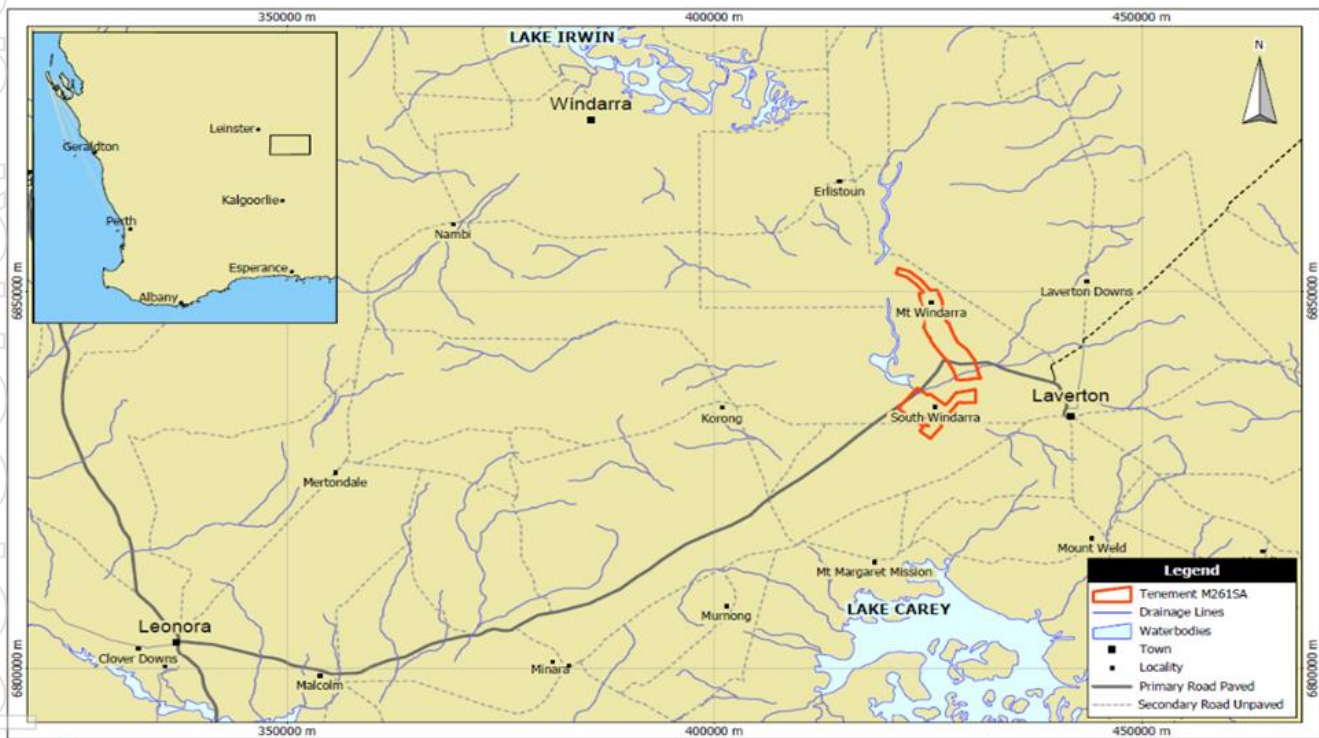 350000 m
400000 m
450000 m
LAKE IRWIN
N
Windarra
Leinster
Geraldton
Erlistoun
Kalgoorlie
Perth
Nambi
Esperance
Albany
6850000 m
6850000 m
Laverton Downs
Mt Windarra
Laverton
Korong
South Windarra
Mertondale
Mount Weld
Mt Margaret Mission
Legend
Tenement M261SA
Drainage Lines
Waterbodies
Town
Locality
Primary Road Paved
Secondary Road Unpaved
LAKE CAREY
Murnong
Leonora
Clover Downs
Minara
Malcolm
6800000 m
6800000 m
350000 m
400000 m
450000 m